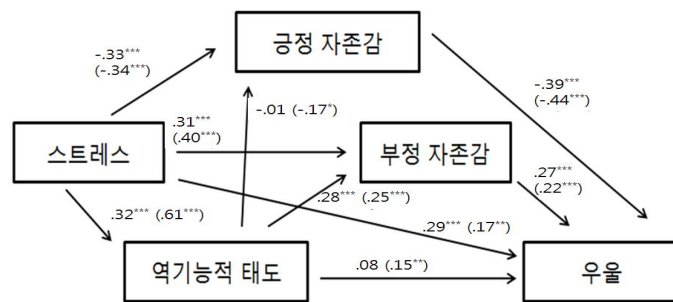 긍정 자존감
-.33***
(-.34***)
-.39***
(-.44***)
-.01 (-.17*)
.31***
(.40***)
스트레스
부정 자존감
.27***
(.22***)
.28*** (.25***)
.32*** (.61***)
.29*** (.17**)
역기능적 태도
.08 (.15**)
우울